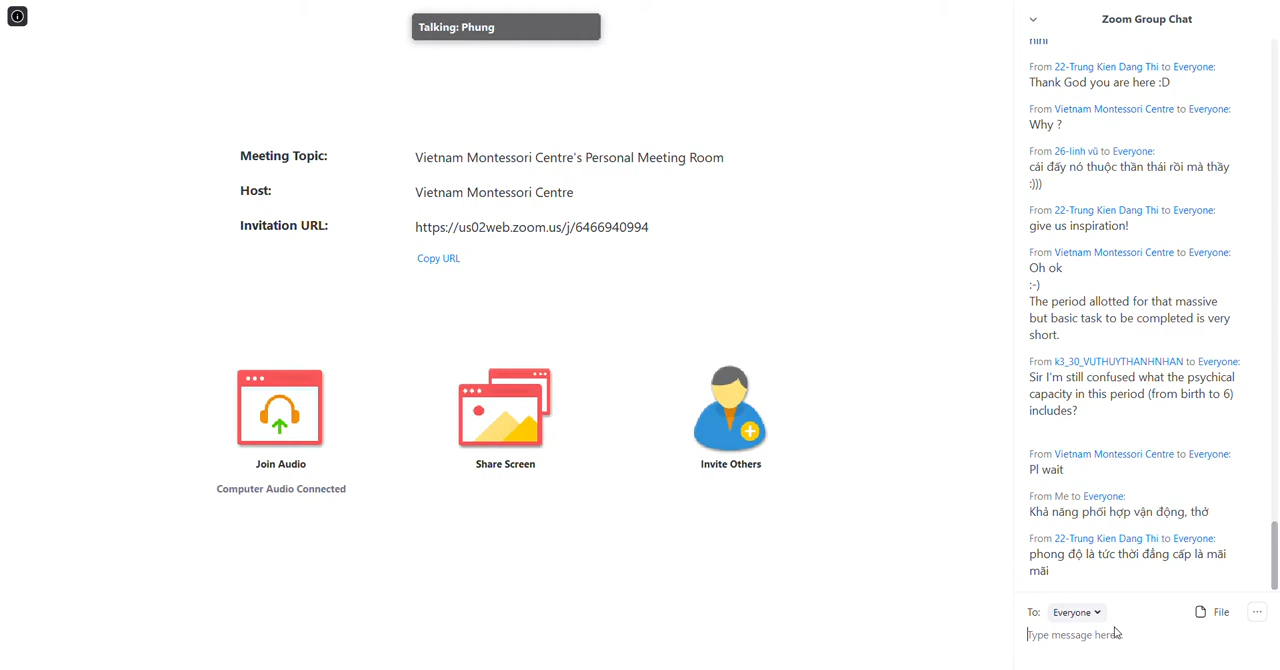 Talking: Phung
Meeting Topic:
Vietnam Montessori Centre's Personal Meeting Room
Host:
Vietnam Montessori Centre
Invitation URL:
https://us02web.zoom.us/j/6466940994
Copy URL
Join Audio
Computer Audio Connected
Share Screen
Invite Others
Zoom Group Chat
From 22-Trung Kien Dang Thi to Everyone:
Thank God you are here :D
From Vietnam Montessori Centre to Everyone:
Why ?
From 26-linh vũ to Everyone:
cái đấy nó thuộc thần thái rồi mà thầy
:)))
From 22-Trung Kien Dang Thi to Everyone:
give us inspiration!
From Vietnam Montessori Centre to Everyone:
Oh ok
:-)
The period allotted for that massive
but basic task to be completed is very
short.
From k3_30_VUTHUYTHANHNHAN to Everyone:
Sir I'm still confused what the psychical
capacity in this period (from birth to 6)
includes?
From Vietnam Montessori Centre to Everyone:
Pl wait
From Me to Everyone:
Khả năng phối hợp vận động, thở
From 22-Trung Kien Dang Thi to Everyone:
phong độ là tức thời đẳng cấp là mãi
mãi
To: Everyone
File
Type message here